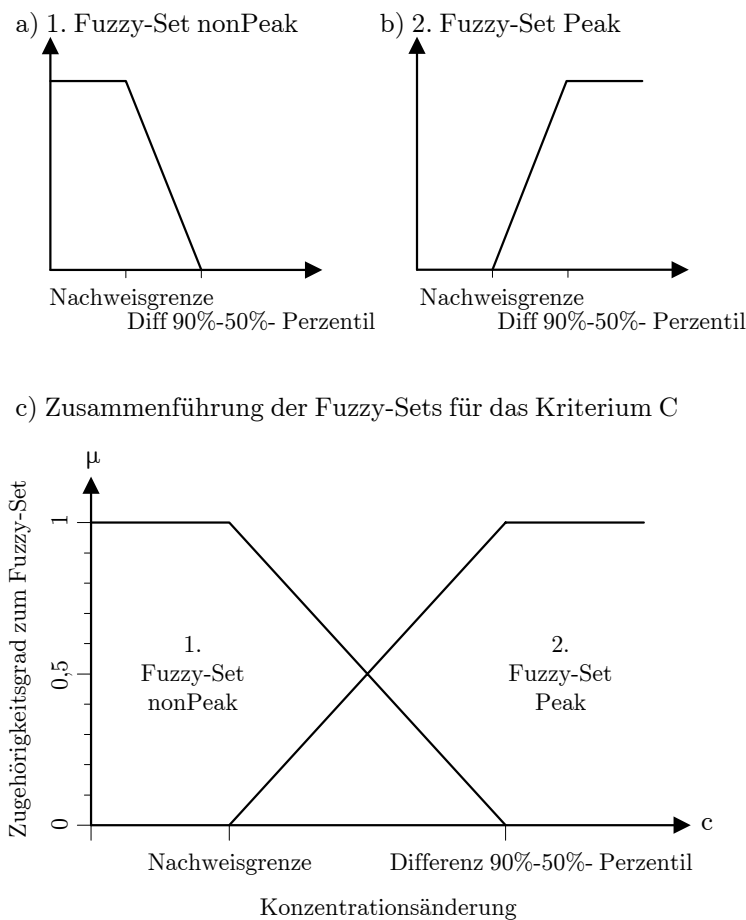 a) 1. Fuzzy-Set nonPeak
b) 2. Fuzzy-Set Peak
Nachweisgrenze
Diff 90%-50%- Perzentil
Nachweisgrenze
Diff 90%-50%- Perzentil
c) Zusammenführung der Fuzzy-Sets für das Kriterium C
μ
Zugehörigkeitsgrad zum Fuzzy-Set
1
0,5
0
1.
Fuzzy-Set
nonPeak
2.
Fuzzy-Set
Peak
c
Nachweisgrenze
Differenz 90%-50%- Perzentil
Konzentrationsänderung